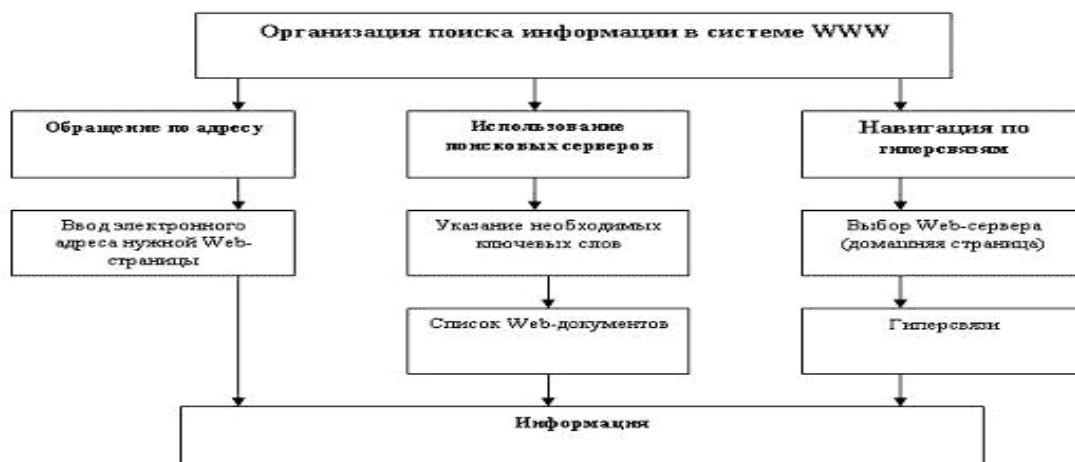 Организация поиска информации в системе WWW
Обращение по адресу
Использование
поисковых серверов
Навигация по
гиперсвязям
Ввод электронного
адреса нужной Web-
страницы
Указание необходимых
ключевых слов
Выбор Web-сервера
(домашняя страница)
Список Web-документов
Гиперсвязи
Информация